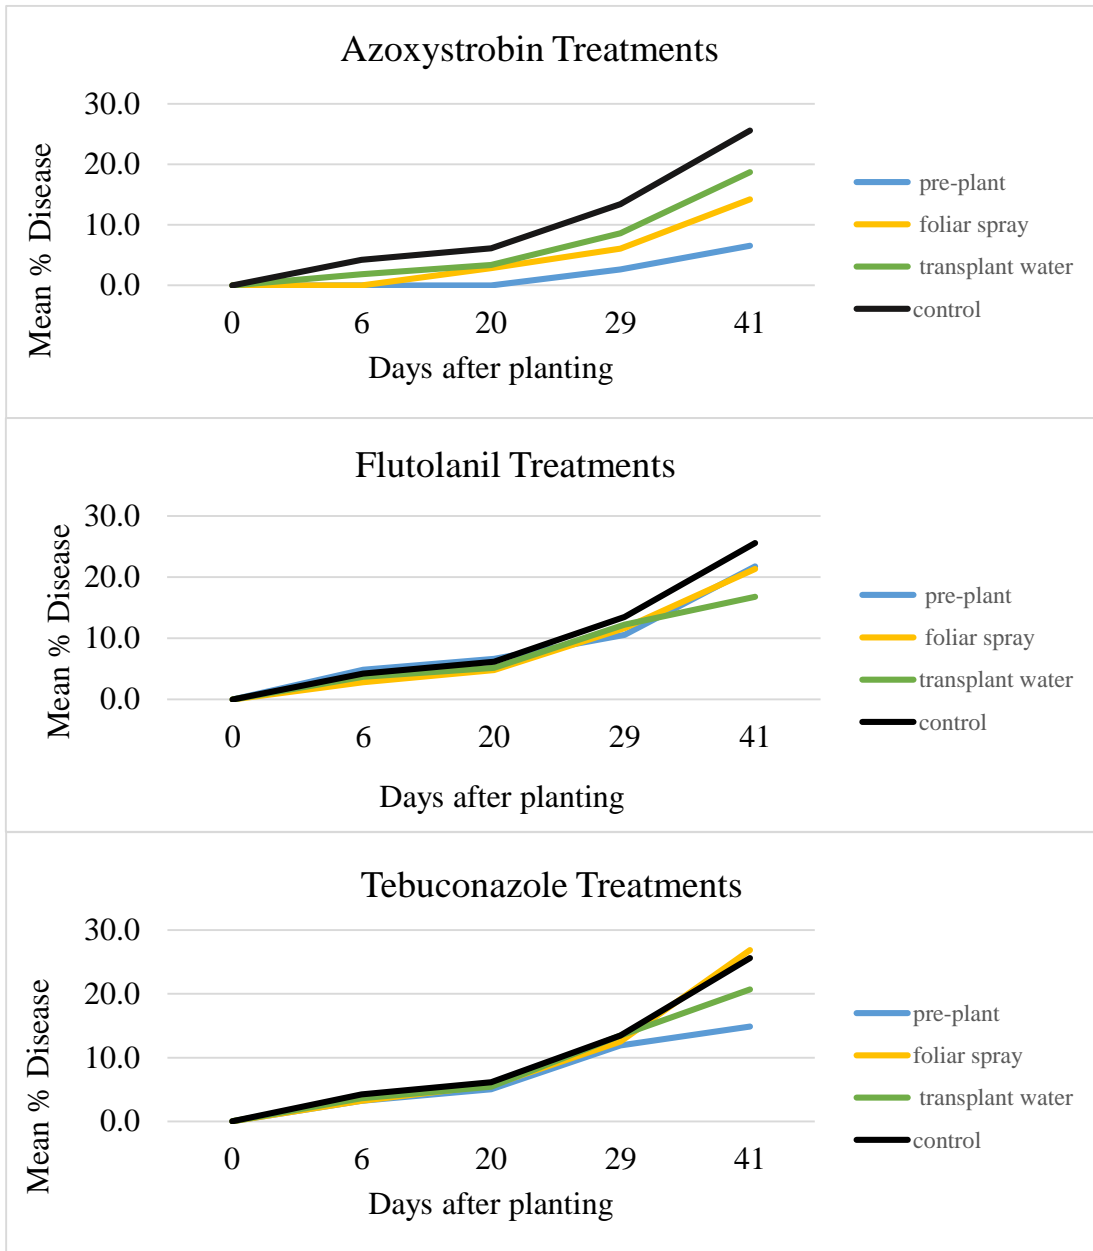 Azoxystrobin Treatments
Mean % Disease
30.0
20.0
10.0
0.0
0 6 20 29 41
Days after planting
pre-plant
foliar spray
transplant water
control
Flutolanil Treatments
Mean % Disease
30.0
20.0
10.0
0.0
0 6 20 29 41
Days after planting
pre-plant
foliar spray
transplant water
control
Tebuconazole Treatments
Mean % Disease
30.0
20.0
10.0
0.0
0 6 20 29 41
Days after planting
pre-plant
foliar spray
transplant water
control